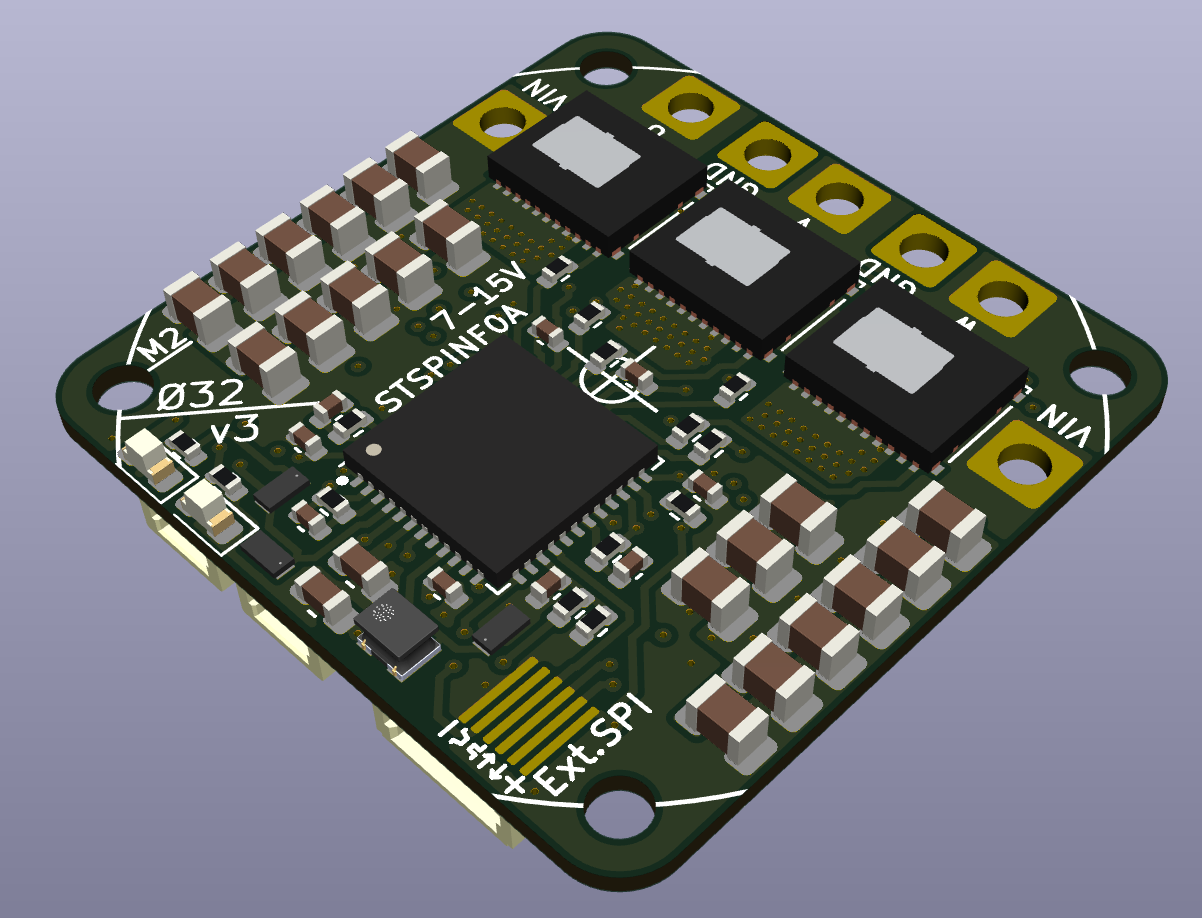 VIN
GND
GND
7-15V
STSPINF0A
M2
Ø32
v3
VIN
Ext.SPI